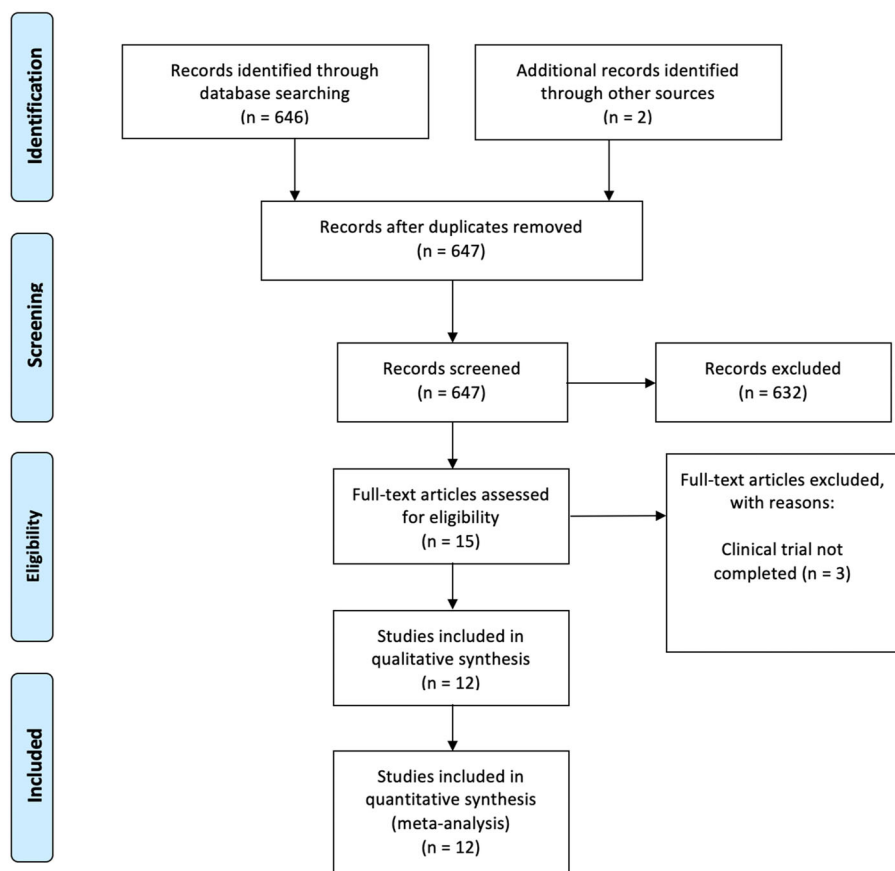 Identification
Records identified through
database searching
(n = 646)
Additional records identified
through other sources
(n = 2)
Records after duplicates removed
(n = 647)
Screening
Records screened
(n = 647)
Records excluded
(n = 632)
Eligibility
Full-text articles assessed
for eligibility
(n = 15)
Full-text articles excluded,
with reasons:
Clinical trial not
completed (n = 3)
Studies included in
qualitative synthesis
(n = 12)
Included
Studies included in
quantitative synthesis
(meta-analysis)
(n = 12)